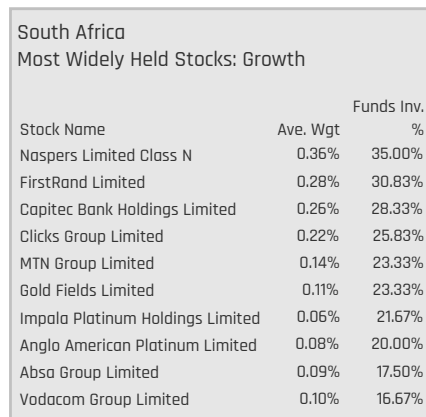 South Africa
Most Widely Held Stocks: Growth
Funds Inv.
Stock Name Ave. Wgt %
Naspers Limited Class N 0.36% 35.00%
FirstRand Limited 0.28% 30.83%
Capitec Bank Holdings Limited 0.26% 28.33%
Clicks Group Limited 0.22% 25.83%
MTN Group Limited 0.14% 23.33%
Gold Fields Limited 0.11% 23.33%
Impala Platinum Holdings Limited 0.06% 21.67%
Anglo American Platinum Limited 0.08% 20.00%
Absa Group Limited 0.09% 17.50%
Vodacom Group Limited 0.10% 16.67%